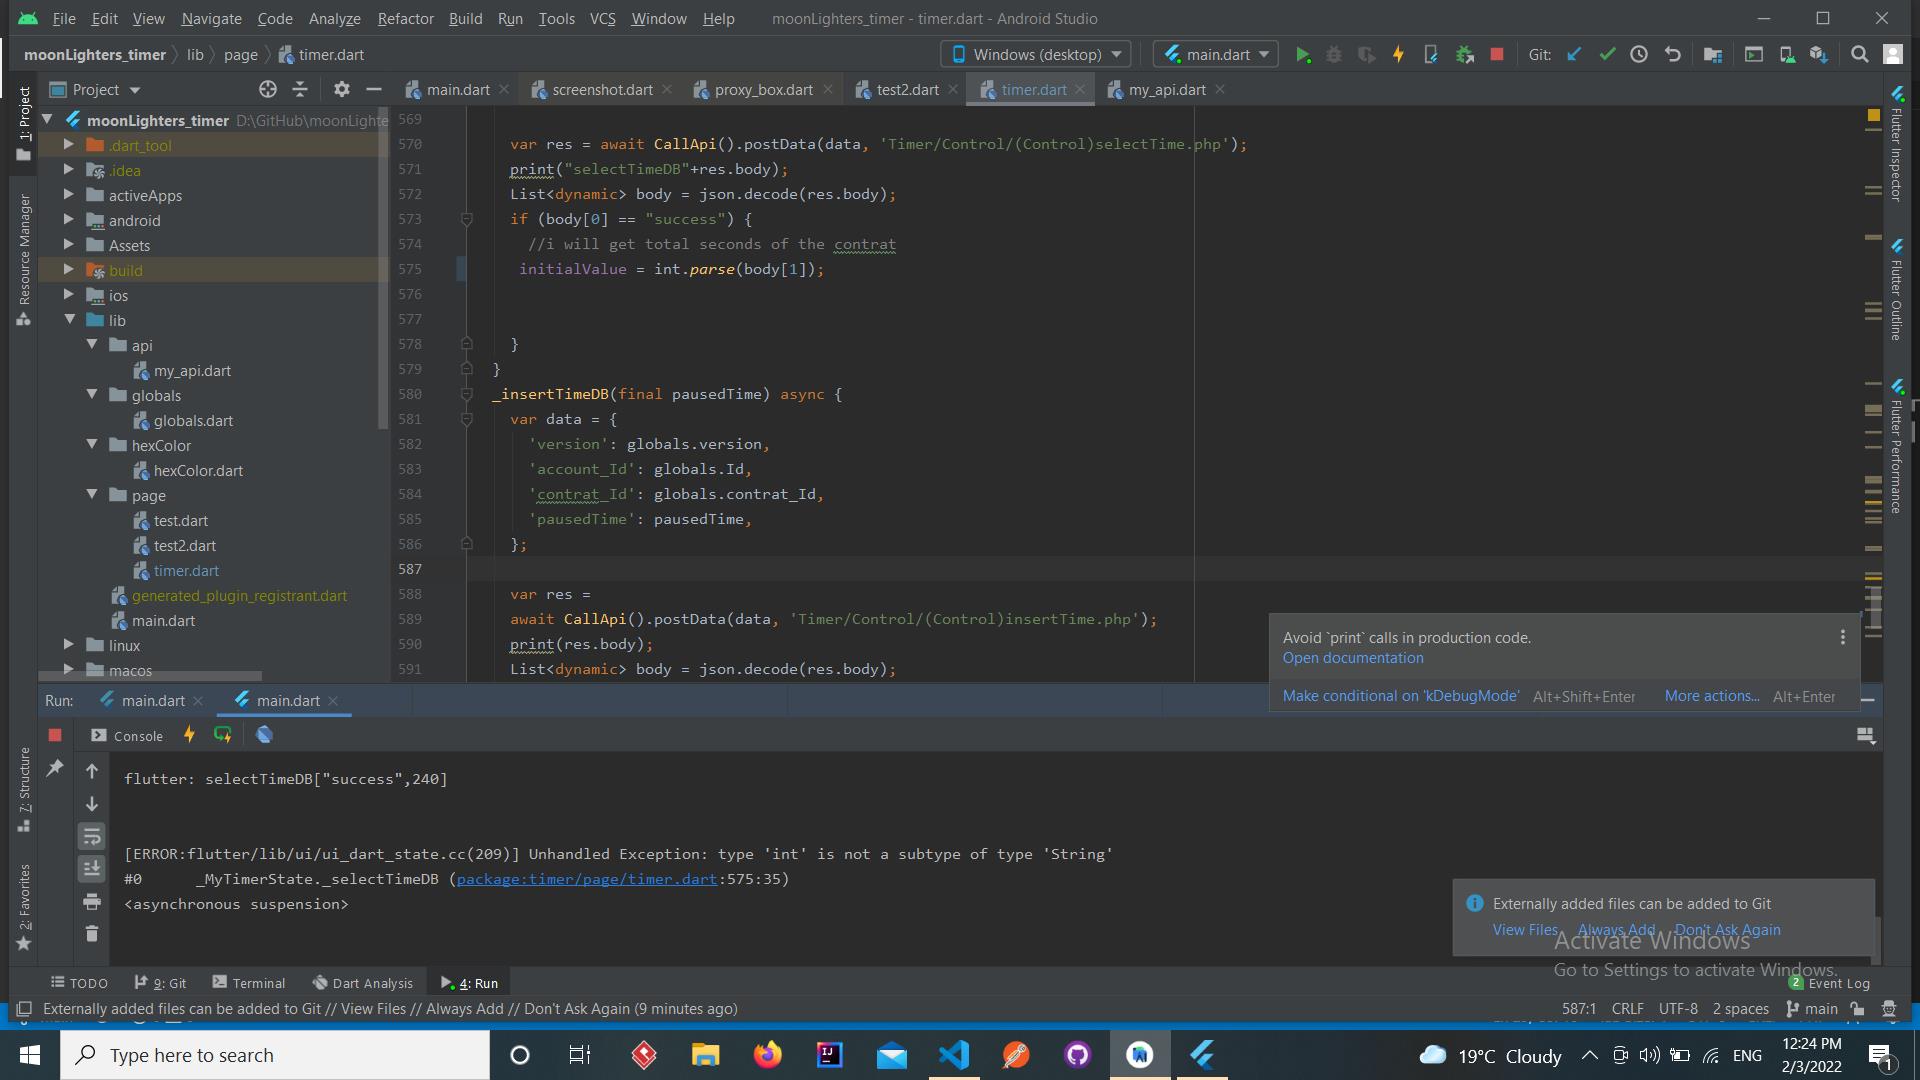 File Edit View Navigate Code Analyze Refactor Build Run Tools VCS Window Help moonLighters_timer - timer.dart - Android Studio
moonLighters_timer lib page timer.dart Windows (desktop) main.dart Git:
Project main.dart screenshot.dart proxy_box.dart test2.dart timer.dart my_api.dart
1: Project
Resource Manager
7: Structure
2: Favorites
moonLighters_timer D:\GitHub\moonLighte
.dart_tool
.idea
activeApps
android
Assets
build
ios
lib
api
my_api.dart
globals
globals.dart
hexColor
hexColor.dart
page
test.dart
test2.dart
timer.dart
generated_plugin_registrant.dart
main.dart
linux
macos
569
570 var res = await CallApi().postData(data, 'Timer/Control/(Control)selectTime.php');
571 print("selectTimeDB"+res.body);
572 List<dynamic> body = json.decode(res.body);
573 if (body[0] == "success") {
574 //i will get total seconds of the contrat
575 initialValue = int.parse(body[1]);
576
577
578 }
579 }
580 _insertTimeDB(final pausedTime) async {
581 var data = {
582 'version': globals.version,
583 'account_Id': globals.Id,
584 'contrat_Id': globals.contrat_Id,
585 'pausedTime': pausedTime,
586 };
587
588 var res =
589 await CallApi().postData(data, 'Timer/Control/(Control)insertTime.php');
590 print(res.body);
591 List<dynamic> body = json.decode(res.body);
Flutter Inspector
Flutter Outline
Flutter Performance
Avoid `print` calls in production code.
Open documentation
Make conditional on 'kDebugMode' Alt+Shift+Enter More actions... Alt+Enter
Run: main.dart main.dart
Console
flutter: selectTimeDB["success",240]
[ERROR:flutter/lib/ui/ui_dart_state.cc(209)] Unhandled Exception: type 'int' is not a subtype of type 'String'
#0 _MyTimerState._selectTimeDB (package:timer/page/timer.dart:575:35)
<asynchronous suspension>
Externally added files can be added to Git
View Files Always Add Don't Ask Again
Activate Windows
Go to Settings to activate Windows.
TODO 9: Git Terminal Dart Analysis 4: Run 2 Event Log
Externally added files can be added to Git // View Files // Always Add // Don't Ask Again (9 minutes ago) 587:1 CRLF UTF-8 2 spaces main
Type here to search
19°C Cloudy ENG 12:24 PM
2/3/2022
1